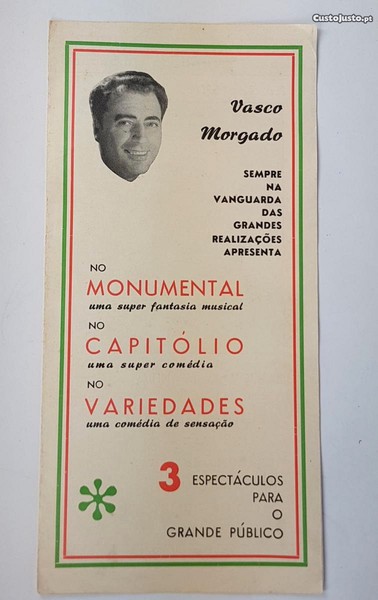 CustoJusto.pt
Vasco
Morgado
SEMPRE
NA
VANGUARDA
DAS
GRANDES
REALIZAÇÕES
APRESENTA
NO
MONUMENTAL
uma super fantasia musical
NO
CAPITÓLIO
uma super comédia
NO
VARIEDADES
uma comédia de sensação
3 ESPECTÁCULOS
PARA
O
GRANDE PÚBLICO